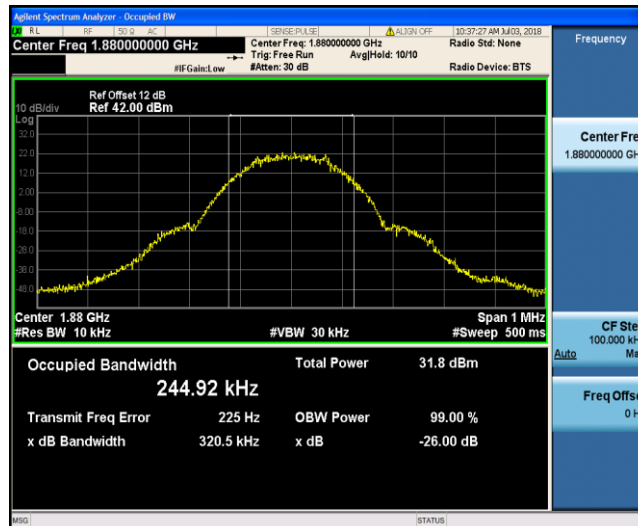 Agilent Spectrum Analyzer - Occupied BW
RL RF 50 Ω AC SENSE:PULSE ALIGN OFF 10:37:27 AM Jul 03, 2018
Center Freq 1.880000000 GHz Center Freq: 1.880000000 GHz Radio Std: None Frequency
Trig: Free Run Avg|Hold: 10/10
#IFGain:Low #Atten: 30 dB Radio Device: BTS
Ref Offset 12 dB
10 dB/div Ref 42.00 dBm
Log
32.0
22.0
12.0
2.00
-8.00
-18.0
-28.0
-38.0
-48.0
Center Fre
1.880000000 GH
Center 1.88 GHz Span 1 MHz
#Res BW 10 kHz #VBW 30 kHz #Sweep 500 ms
CF Ste
100.000 kH
Auto Ma
Occupied Bandwidth Total Power 31.8 dBm
244.92 kHz
Transmit Freq Error 225 Hz OBW Power 99.00 %
x dB Bandwidth 320.5 kHz x dB -26.00 dB
Freq Offs
0 H
MSG STATUS